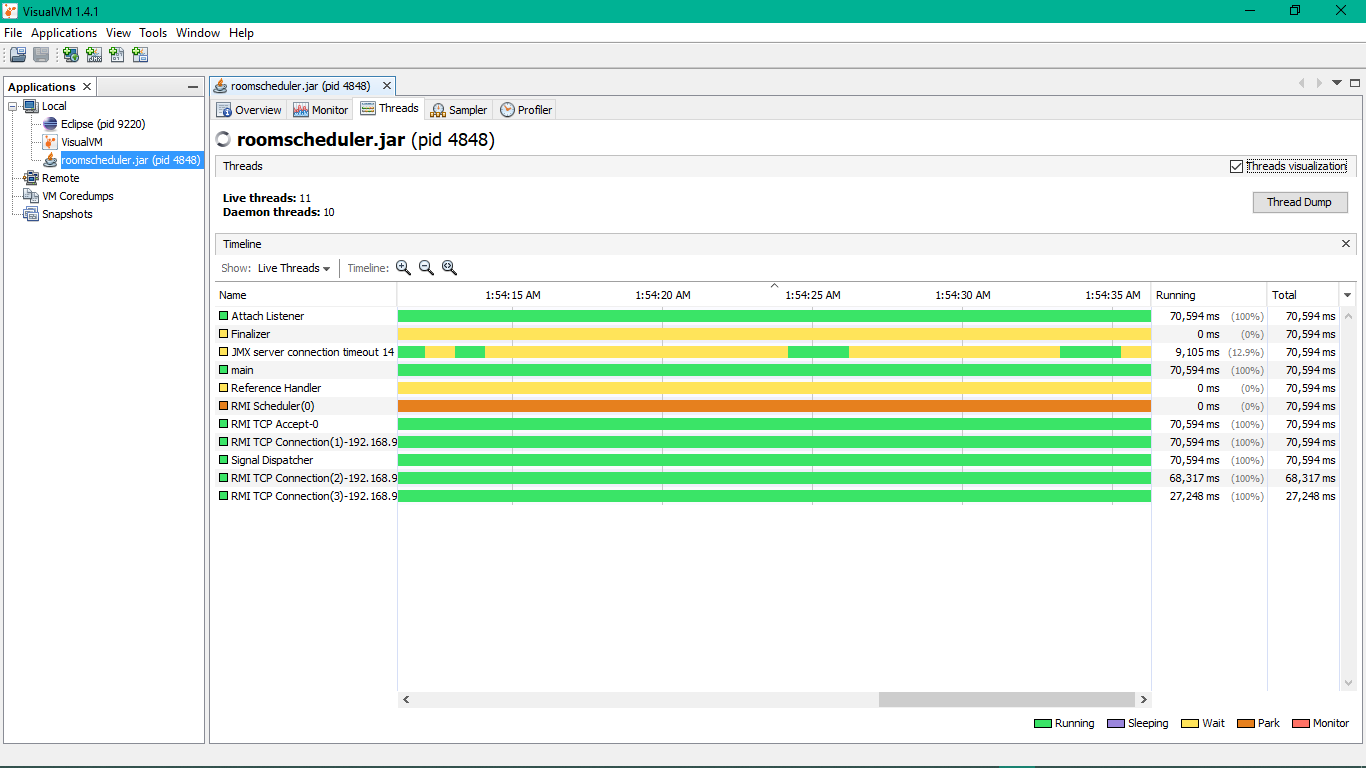 VisualVM 1.4.1
File Applications View Tools Window Help
Applications
Local
Eclipse (pid 9220)
VisualVM
roomscheduler.jar (pid 4848)
Remote
VM Coredumps
Snapshots
roomscheduler.jar (pid 4848)
Overview Monitor Threads Sampler Profiler
roomscheduler.jar (pid 4848)
Threads Threads visualization
Live threads: 11
Daemon threads: 10
Thread Dump
Timeline
Show: Live Threads Timeline:
Name 1:54:15 AM 1:54:20 AM 1:54:25 AM 1:54:30 AM 1:54:35 AM Running Total
Attach Listener 70,594 ms (100%) 70,594 ms
Finalizer 0 ms (0%) 70,594 ms
JMX server connection timeout 14 9,105 ms (12.9%) 70,594 ms
main 70,594 ms (100%) 70,594 ms
Reference Handler 0 ms (0%) 70,594 ms
RMI Scheduler(0) 0 ms (0%) 70,594 ms
RMI TCP Accept-0 70,594 ms (100%) 70,594 ms
RMI TCP Connection(1)-192.168.9 70,594 ms (100%) 70,594 ms
Signal Dispatcher 70,594 ms (100%) 70,594 ms
RMI TCP Connection(2)-192.168.9 68,317 ms (100%) 68,317 ms
RMI TCP Connection(3)-192.168.9 27,248 ms (100%) 27,248 ms
Running Sleeping Wait Park Monitor